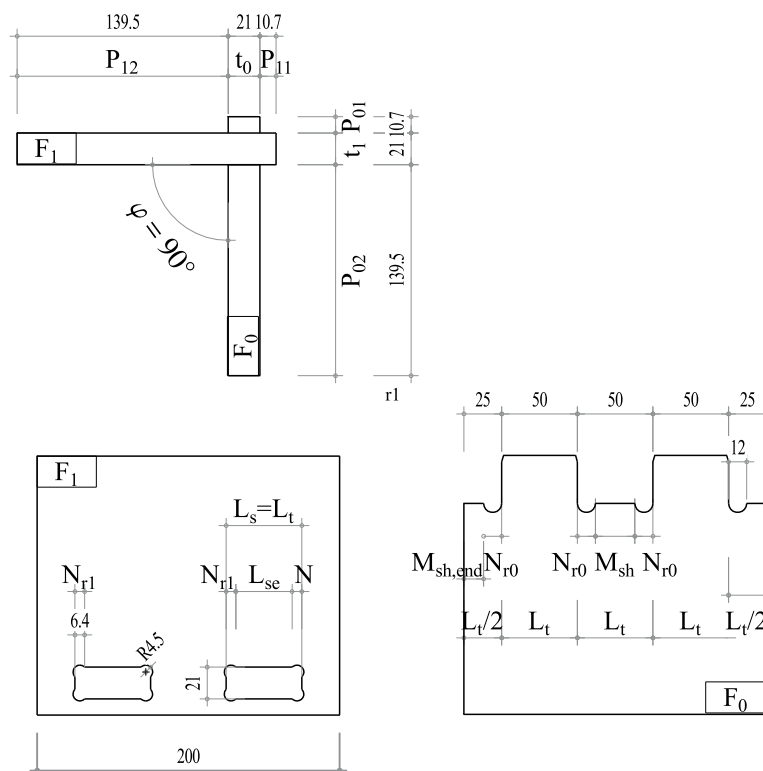 139.5 21 10.7
P12 t0 P11
F1
P01 10.7
t1 21
φ = 90°
P02 139.5
F0
r1
25 50 50 50 25
12
F1
Ls=Lt
Nr1 Nr1 Lse N
6.4
R4.5
21
200
Msh,end Nr0 Nr0 Msh Nr0
Lt/2 Lt Lt Lt Lt/2
F0